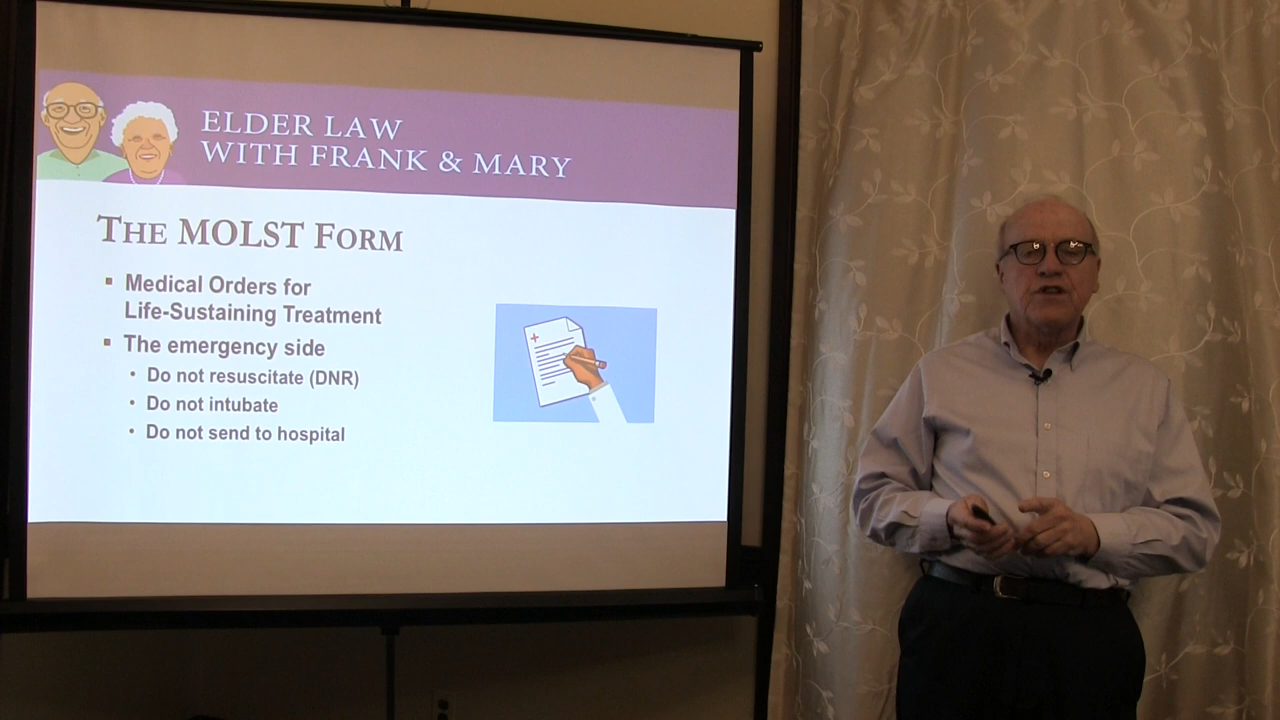 ELDER LAW
WITH FRANK & MARY
THE MOLST FORM
Medical Orders for
Life-Sustaining Treatment
The emergency side
Do not resuscitate (DNR)
Do not intubate
Do not send to hospital